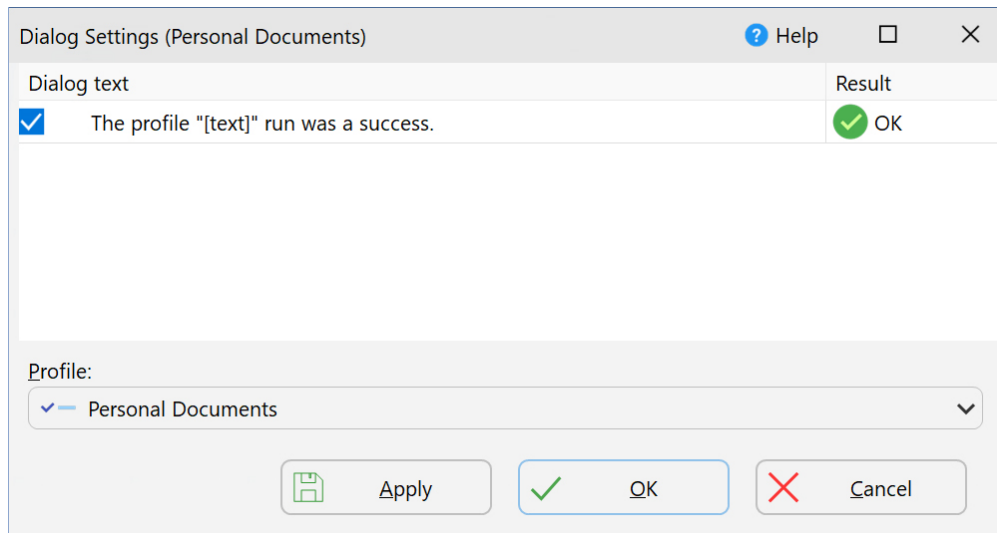 Dialog Settings (Personal Documents) ? Help
Dialog text Result
The profile "[text]" run was a success. OK
Profile:
Personal Documents
Apply OK Cancel